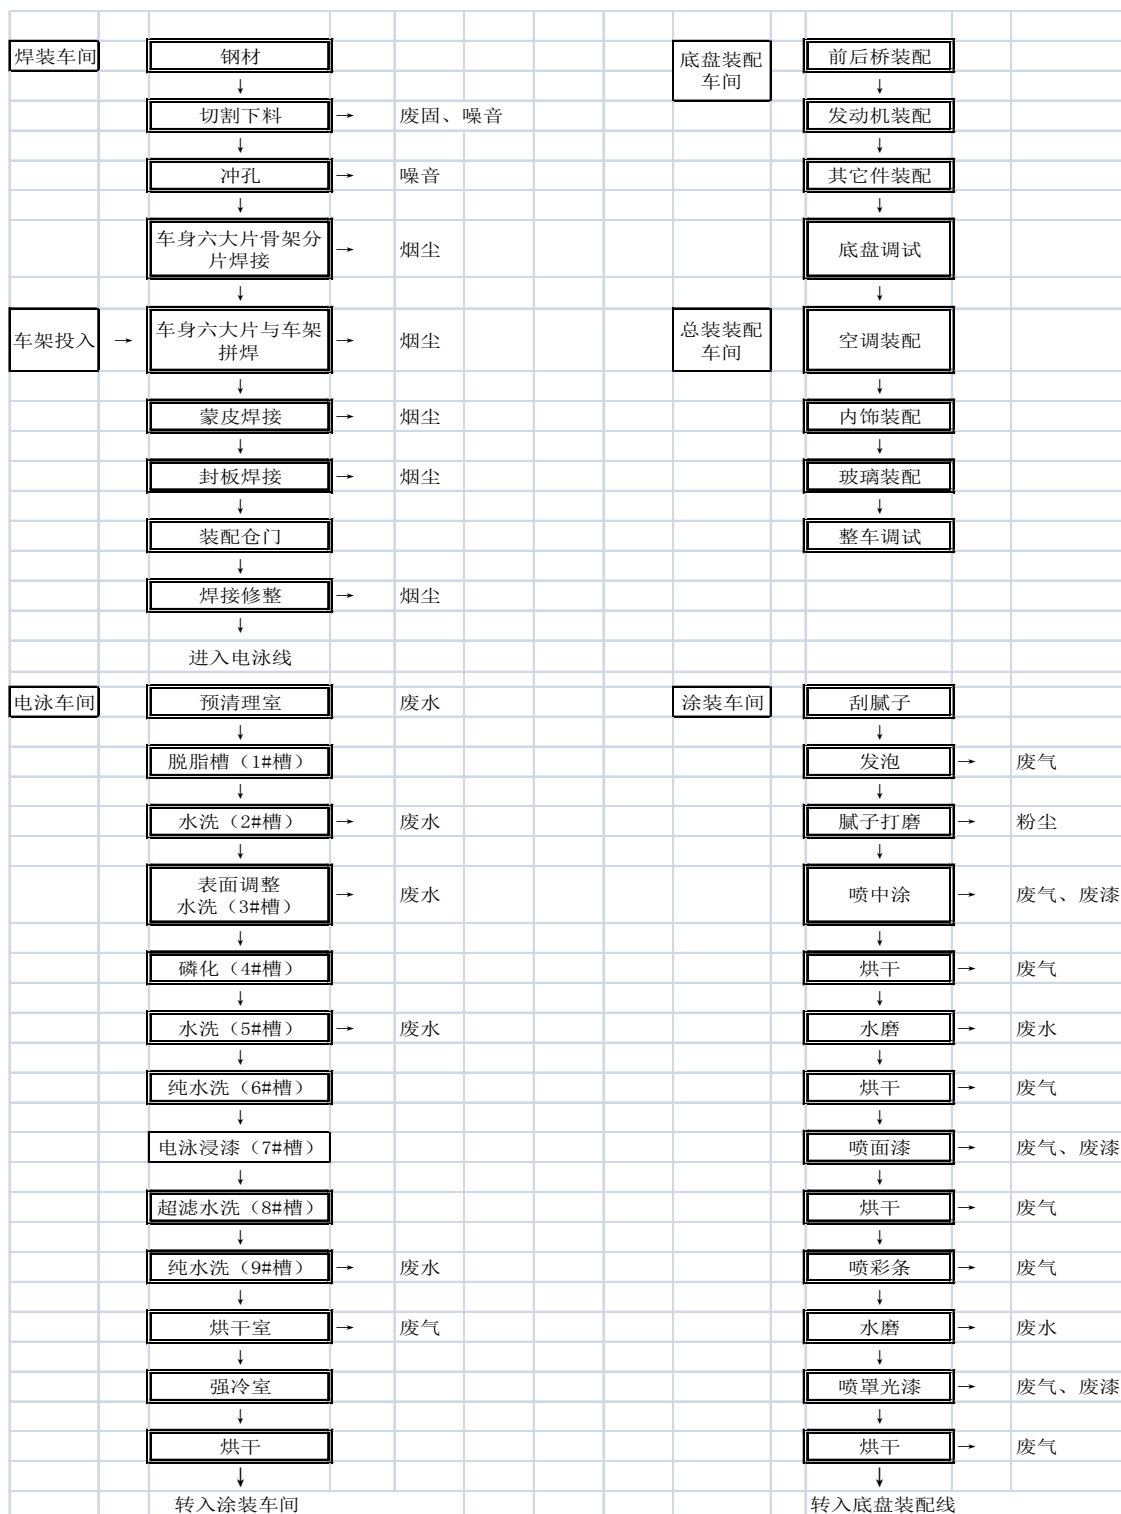 焊装车间
钢材
切割下料 → 废固、噪音
冲孔 → 噪音
车身六大片骨架分
片焊接 → 烟尘
车架投入 → 车身六大片与车架
拼焊 → 烟尘
蒙皮焊接 → 烟尘
封板焊接 → 烟尘
装配仓门
焊接修整 → 烟尘
进入电泳线
底盘装配
车间
前后桥装配
发动机装配
其它件装配
底盘调试
总装装配
车间
空调装配
内饰装配
玻璃装配
整车调试
电泳车间
预清理室 废水
脱脂槽（1#槽）
水洗（2#槽） → 废水
表面调整
水洗（3#槽） → 废水
磷化（4#槽）
水洗（5#槽） → 废水
纯水洗（6#槽）
电泳浸漆（7#槽）
超滤水洗（8#槽）
纯水洗（9#槽） → 废水
烘干室 → 废气
强冷室
烘干
转入涂装车间
涂装车间
刮腻子
发泡 → 废气
腻子打磨 → 粉尘
喷中涂 → 废气、废漆
烘干 → 废气
水磨 → 废水
烘干 → 废气
喷面漆 → 废气、废漆
烘干 → 废气
喷彩条 → 废气
水磨 → 废水
喷罩光漆 → 废气、废漆
烘干 → 废气
转入底盘装配线